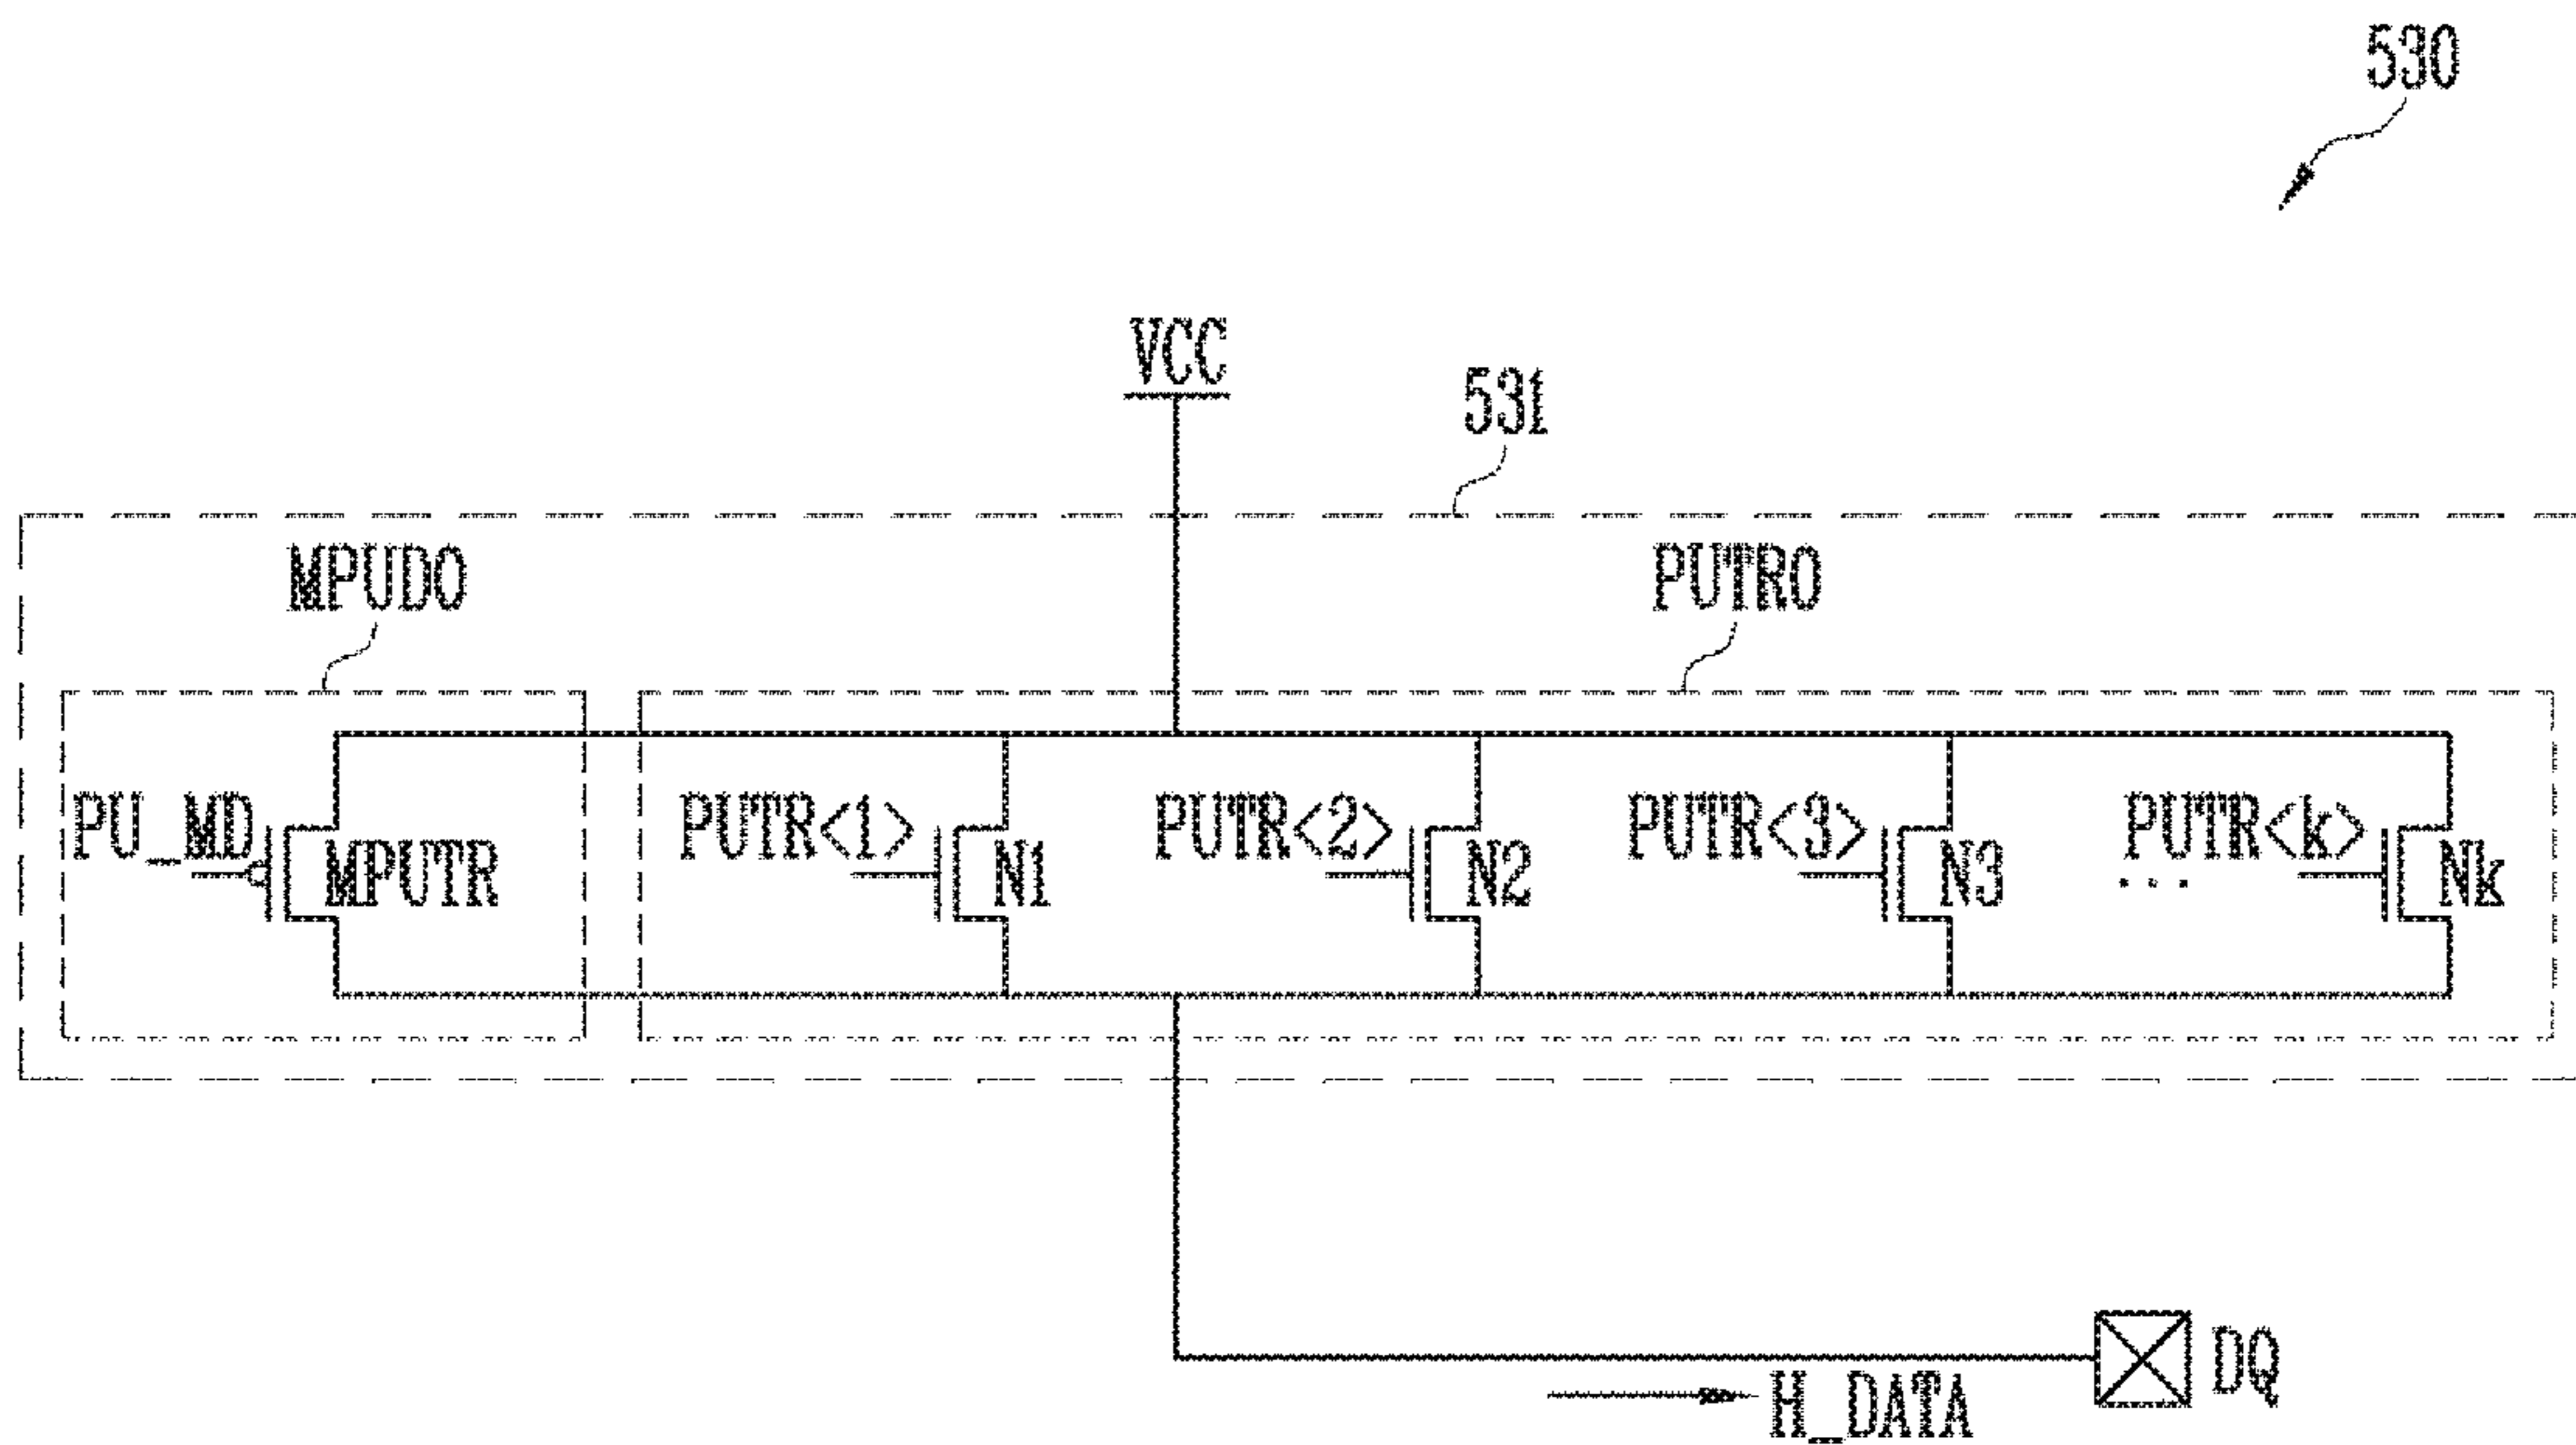 530
VCC
531
MPUDO
PUTRO
PU_MD
MPUTR
PUTR<1>
N1
PUTR<2>
N2
PUTR<3>
N3
...
PUTR<k>
Nk
DQ
H_DATA